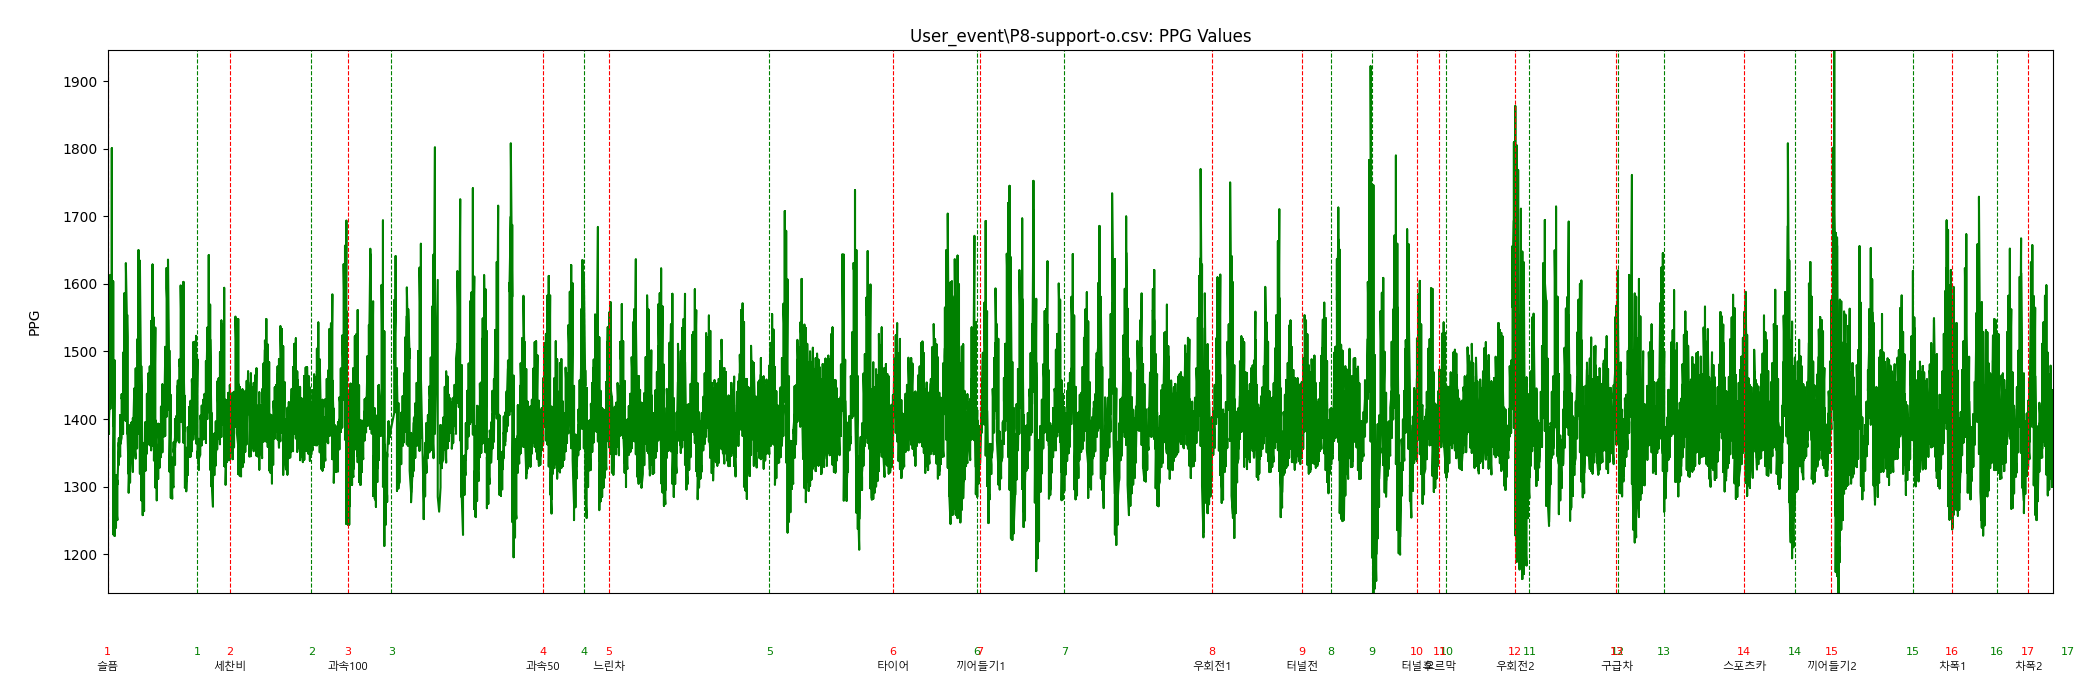 User_event\P8-support-o.csv: PPG Values
PPG
1900
1800
1700
1600
1500
1400
1300
1200
1 1 2 2 3 3 4 4 5 5 6 6 7 7 8 9 8 9 10 11 10 12 11 13 12 13 14 14 15 15 16 16 17 17
슬픔 세찬비 과속100 과속50 느린차 타이어 끼어들기1 우회전1 터널전 터널후 오르막 우회전2 구급차 스포츠카 끼어들기2 차폭1 차폭2